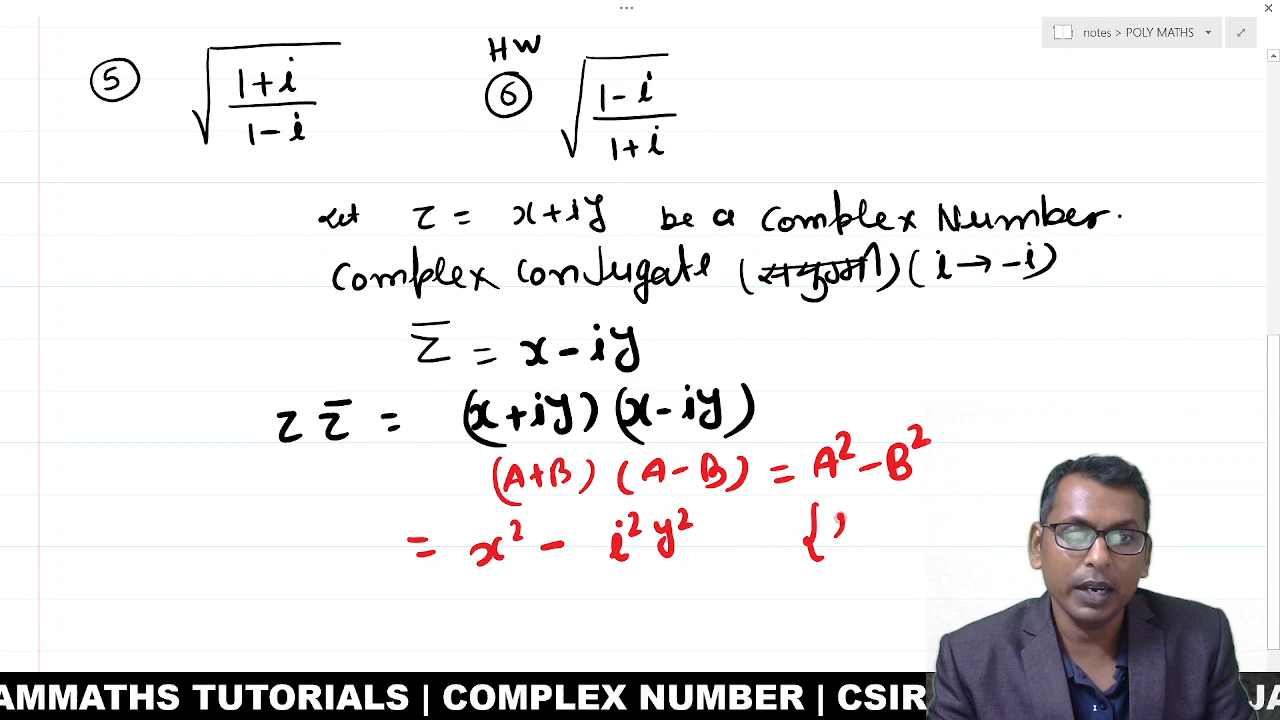 notes > POLY MATHS
HW
⑤ √((1+i)/(1-i)) ⑥ √((1-i)/(1+i))
Let z = x+iy be a Complex Number.
Complex Conjugate ( ) (i → -i)
z̅ = x - iy
z z̅ = (x+iy) (x-iy)
(A+B) (A-B) = A² - B²
= x² - i² y² {
AMMATHS TUTORIALS | COMPLEX NUMBER | CSIR JA